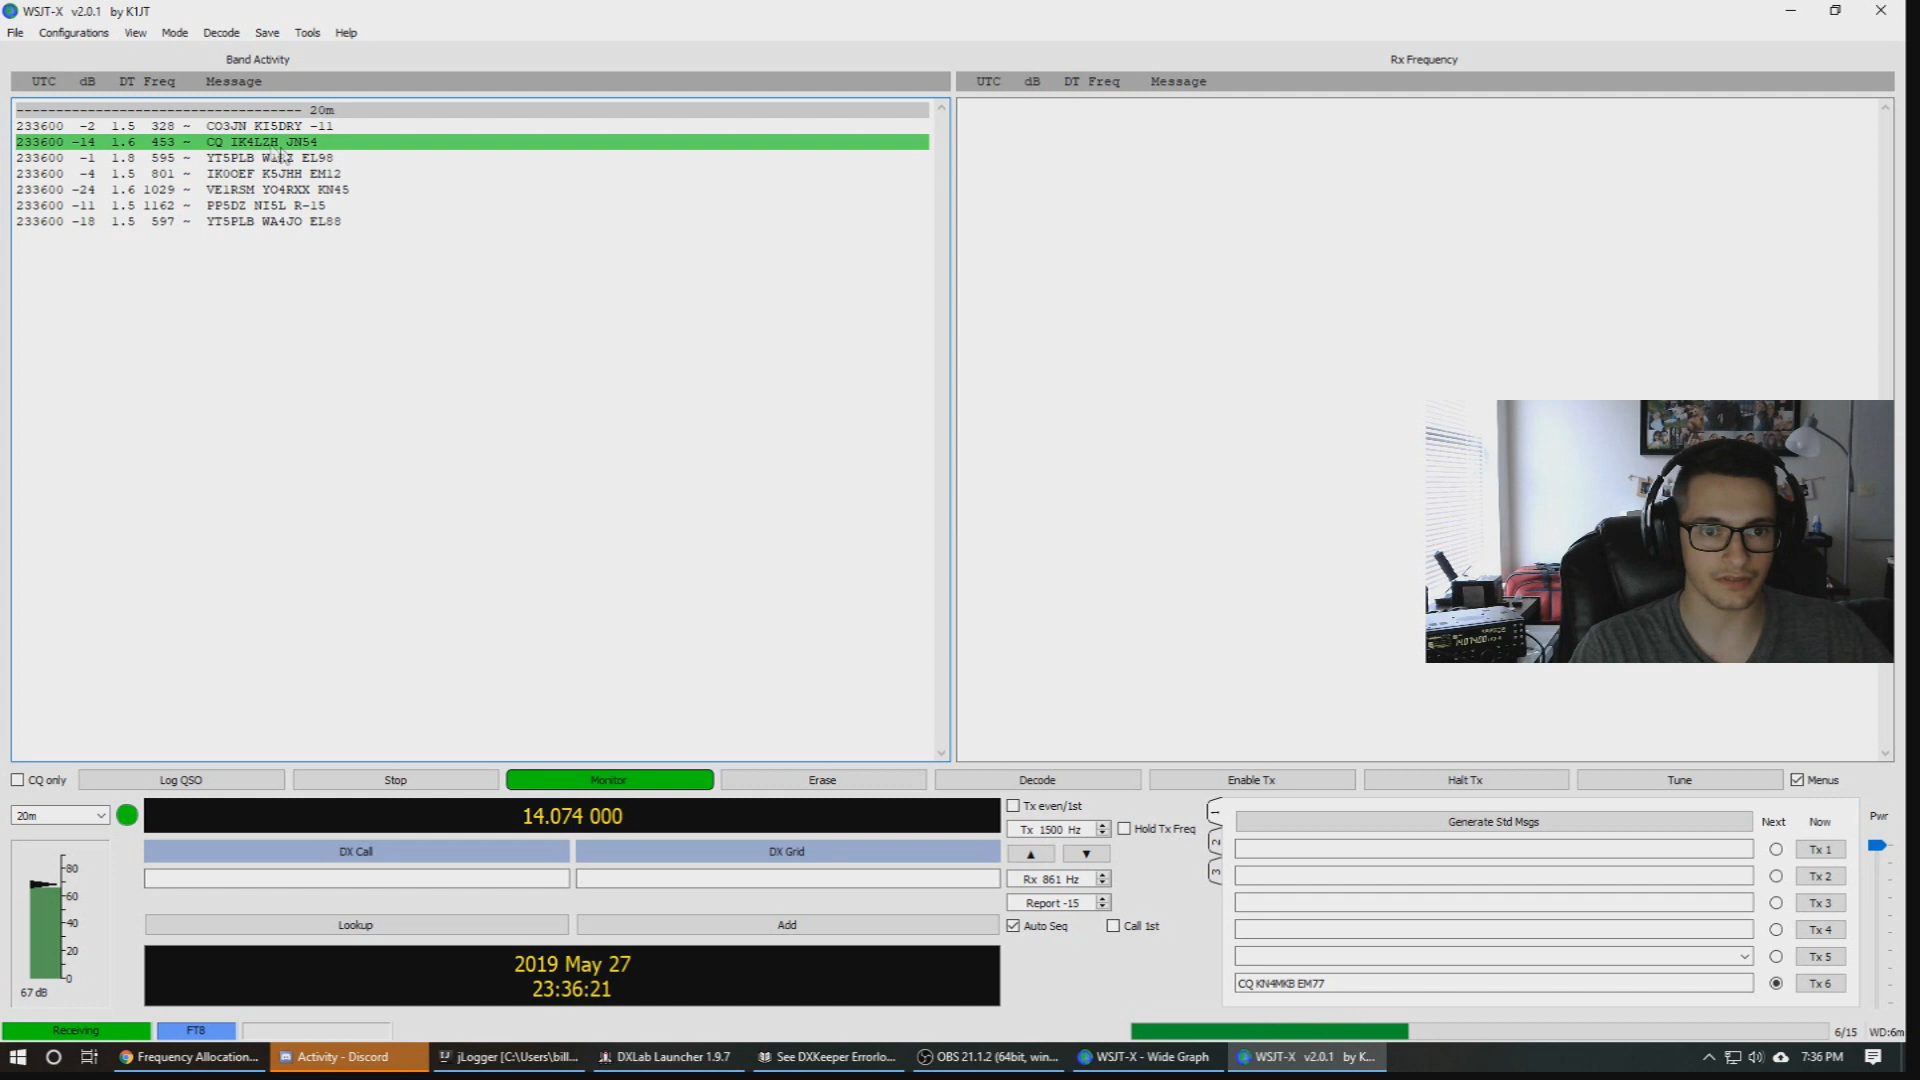 WSJT-X v2.0.1 by K1JT
File Configurations View Mode Decode Save Tools Help
Band Activity
Rx Frequency
UTC dB DT Freq Message
UTC dB DT Freq Message
----------------------------------- 20m
233600 -2 1.5 328 ~ CO3JN KI5DRY -11
233600 -14 1.6 453 ~ CQ IK4LZH JN54
233600 -1 1.8 595 ~ YT5PLB EL98
233600 -4 1.5 801 ~ IK0OEF K5JHH EM12
233600 -24 1.6 1029 ~ VE1RSM YO4RXX KN45
233600 -11 1.5 1162 ~ PP5DZ NI5L R-15
233600 -18 1.5 597 ~ YT5PLB WA4JO EL88
CQ only
Log QSO
Stop
Monitor
Erase
Decode
Enable Tx
Halt Tx
Tune
Menus
20m
14.074 000
Tx even/1st
Tx 1500 Hz
Hold Tx Freq
DX Call
DX Grid
Rx 861 Hz
Report -15
Lookup
Add
Auto Seq
Call 1st
2019 May 27
23:36:21
80
60
40
20
0
67 dB
1
2
3
Generate Std Msgs
Next
Now
Pwr
Tx 1
Tx 2
Tx 3
Tx 4
Tx 5
CQ KN4MKB EM77
Tx 6
Receiving
FT8
6/15 WD:6m
Frequency Allocation...
Activity - Discord
jLogger [C:\Users\bill...
DXLab Launcher 1.9.7
See DXKeeper Errorlo...
OBS 21.1.2 (64bit, win...
WSJT-X - Wide Graph
WSJT-X v2.0.1 by K...
7:36 PM